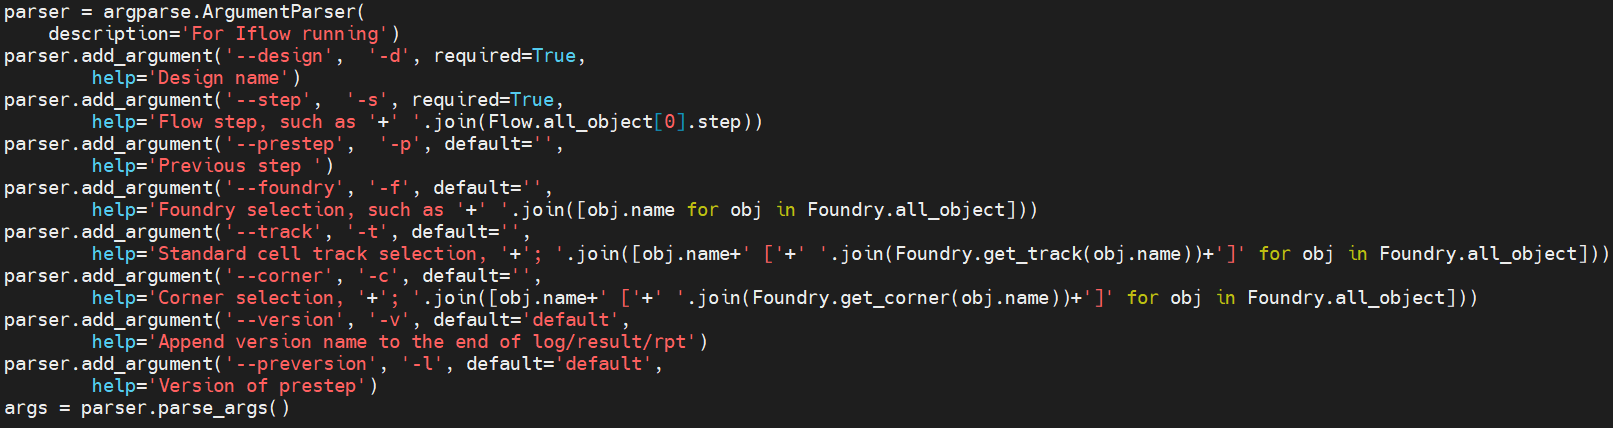 parser = argparse.ArgumentParser(
    description='For Iflow running')
parser.add_argument('--design',  '-d', required=True,
        help='Design name')
parser.add_argument('--step',  '-s', required=True,
        help='Flow step, such as '+' '.join(Flow.all_object[0].step))
parser.add_argument('--prestep',  '-p', default='',
        help='Previous step ')
parser.add_argument('--foundry', '-f', default='',
        help='Foundry selection, such as '+' '.join([obj.name for obj in Foundry.all_object]))
parser.add_argument('--track', '-t', default='',
        help='Standard cell track selection, '+'; '.join([obj.name+' ['+' '.join(Foundry.get_track(obj.name))+']' for obj in Foundry.all_object]))
parser.add_argument('--corner', '-c', default='',
        help='Corner selection, '+'; '.join([obj.name+' ['+' '.join(Foundry.get_corner(obj.name))+']' for obj in Foundry.all_object]))
parser.add_argument('--version', '-v', default='default',
        help='Append version name to the end of log/result/rpt')
parser.add_argument('--preversion', '-l', default='default',
        help='Version of prestep')
args = parser.parse_args()